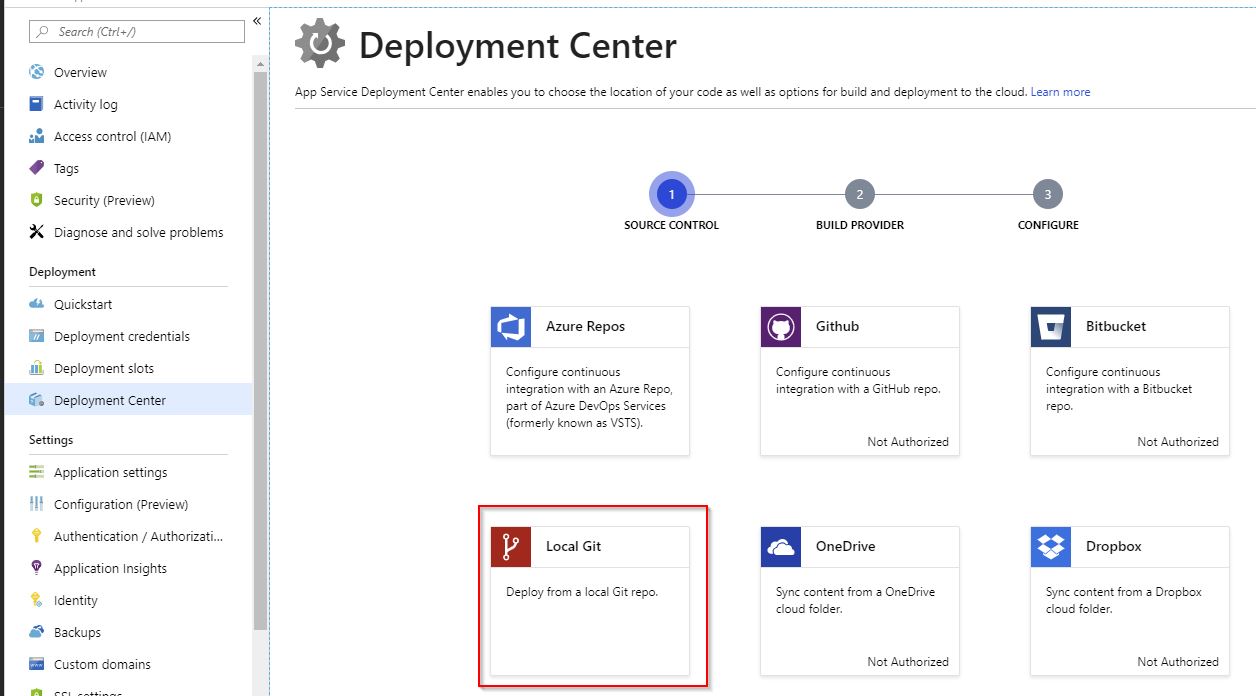 Search (Ctrl+/)
«
Overview
Activity log
Access control (IAM)
Tags
Security (Preview)
Diagnose and solve problems
Deployment
Quickstart
Deployment credentials
Deployment slots
Deployment Center
Settings
Application settings
Configuration (Preview)
Authentication / Authorizati...
Application Insights
Identity
Backups
Custom domains
SSL settings
Deployment Center
App Service Deployment Center enables you to choose the location of your code as well as options for build and deployment to the cloud. Learn more
1
2
3
SOURCE CONTROL
BUILD PROVIDER
CONFIGURE
Azure Repos
Configure continuous
integration with an Azure Repo,
part of Azure DevOps Services
(formerly known as VSTS).
Github
Configure continuous
integration with a GitHub repo.
Not Authorized
Bitbucket
Configure continuous
integration with a Bitbucket
repo.
Not Authorized
Local Git
Deploy from a local Git repo.
OneDrive
Sync content from a OneDrive
cloud folder.
Not Authorized
Dropbox
Sync content from a Dropbox
cloud folder.
Not Authorized